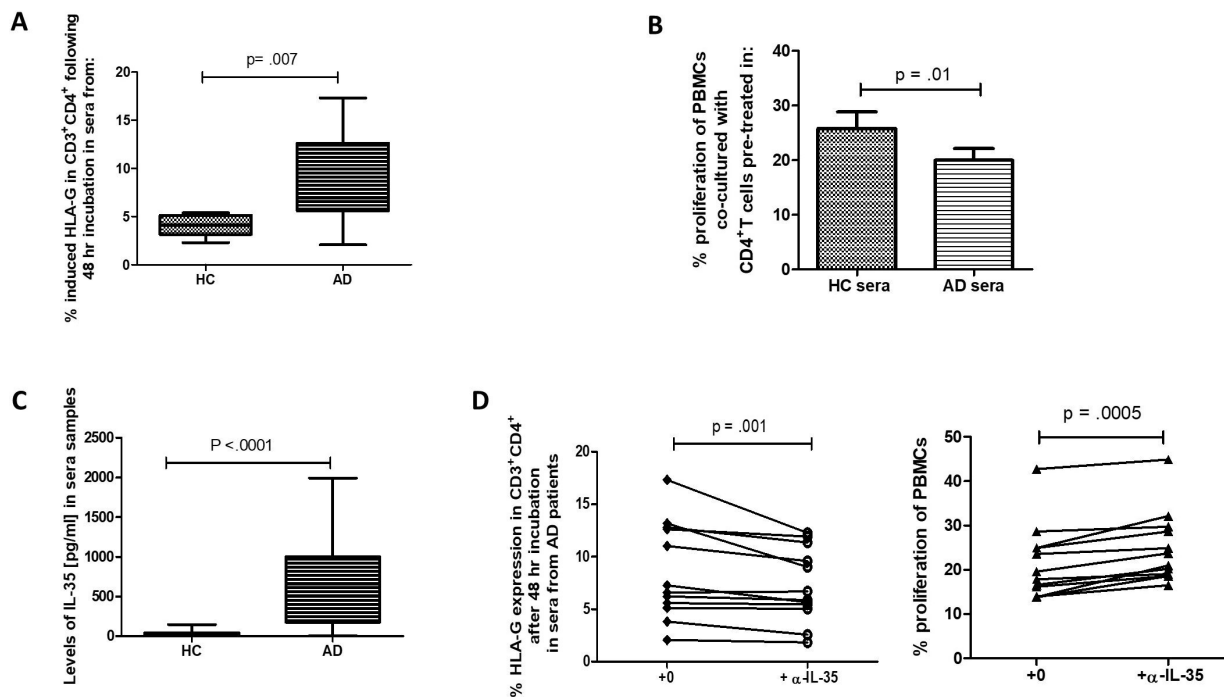 A
% induced HLA-G in CD3+CD4+ following
48 hr incubation in sera from:
p= .007
20
15
10
5
0
HC
AD
B
% proliferation of PBMCs
co-cultured with
CD4+T cells pre-treated in:
p = .01
40
30
20
10
0
HC sera
AD sera
C
Levels of IL-35 [pg/ml] in sera samples
P <.0001
2500
2000
1500
1000
500
0
HC
AD
D
% HLA-G expression in CD3+CD4+
after 48 hr incubation
in sera from AD patients
p = .001
20
15
10
5
0
+0
+ α-IL-35
% proliferation of PBMCs
p = .0005
50
40
30
20
10
0
+0
+ α-IL-35